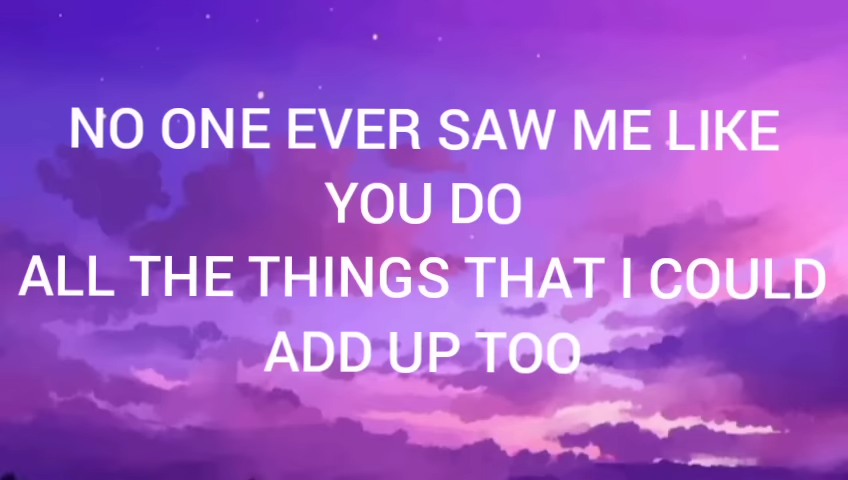 NO ONE EVER SAW ME LIKE
YOU DO
ALL THE THINGS THAT I COULD
ADD UP TOO